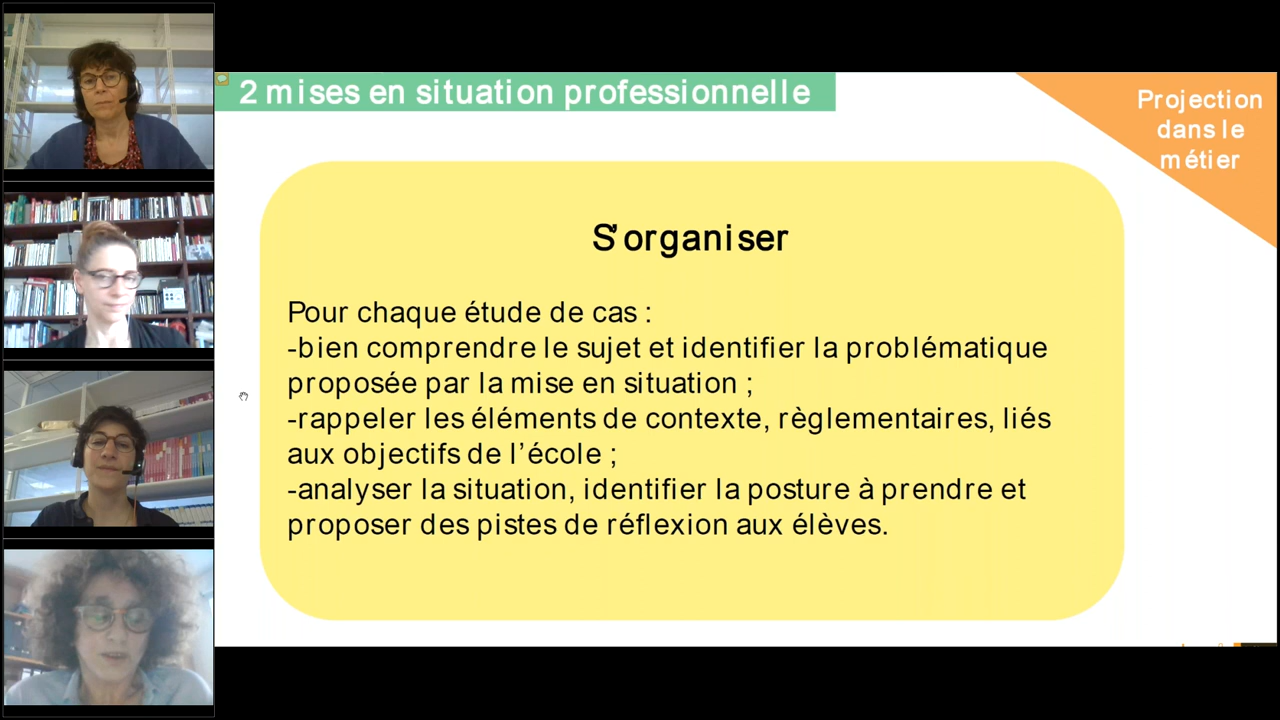 2 mises en situation professionnelle
Projection
dans le
métier
S'organiser
Pour chaque étude de cas :
-bien comprendre le sujet et identifier la problématique
proposée par la mise en situation ;
-rappeler les éléments de contexte, règlementaires, liés
aux objectifs de l'école ;
-analyser la situation, identifier la posture à prendre et
proposer des pistes de réflexion aux élèves.